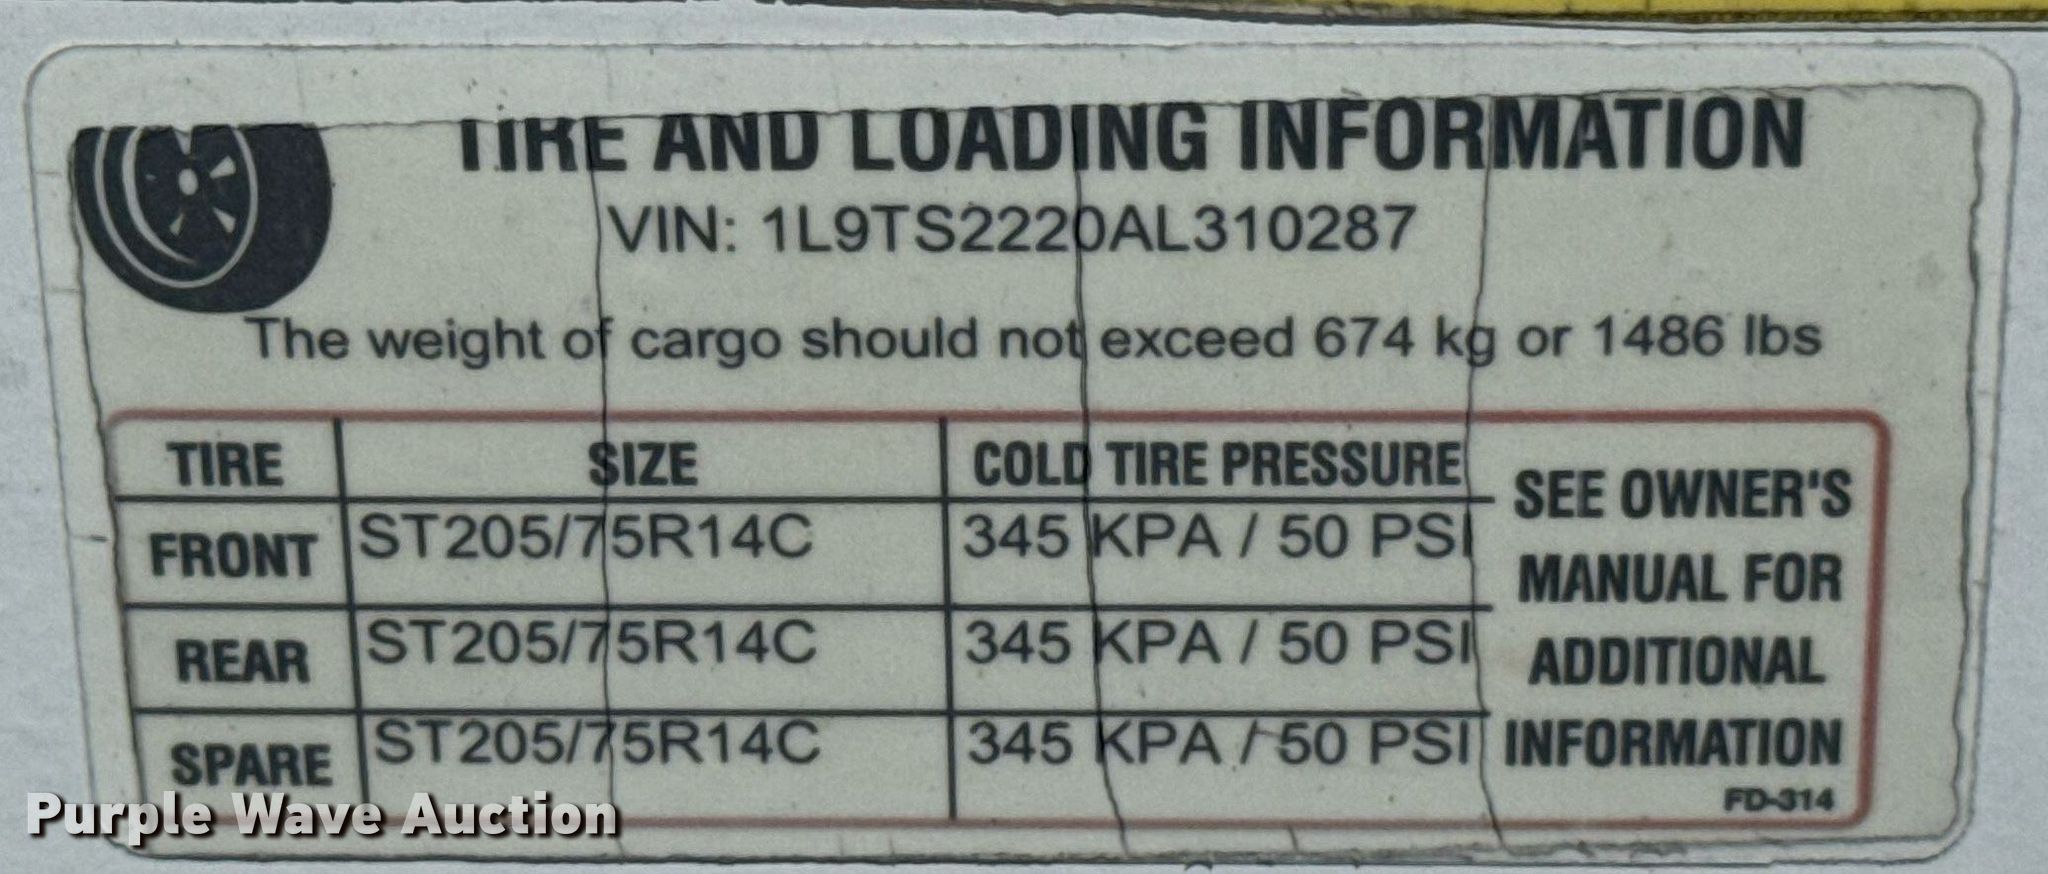 TIRE AND LOADING INFORMATION
VIN: 1L9TS2220AL310287
The weight of cargo should not exceed 674 kg or 1486 lbs
TIRE SIZE COLD TIRE PRESSURE
FRONT ST205/75R14C 345 KPA / 50 PSI
REAR ST205/75R14C 345 KPA / 50 PSI
SPARE ST205/75R14C 345 KPA / 50 PSI
SEE OWNER'S
MANUAL FOR
ADDITIONAL
INFORMATION
FD-314
Purple Wave Auction